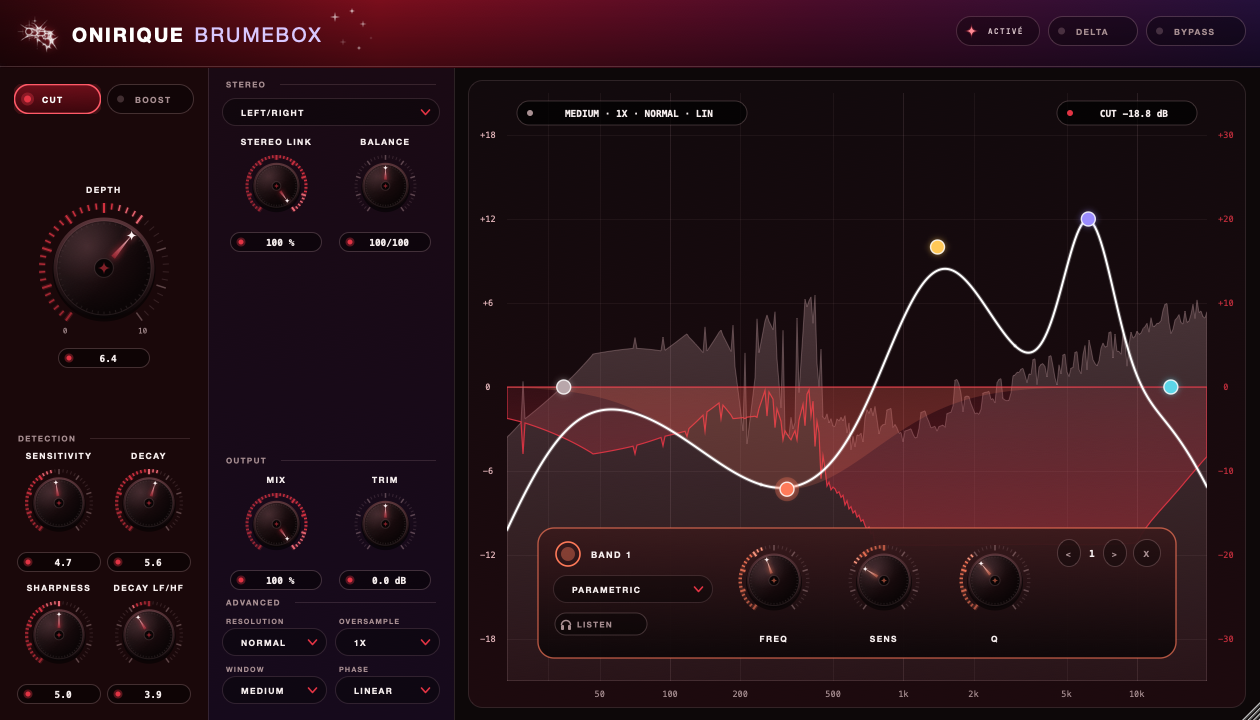 ONIRIQUE BRUMEBOX
ACTIVÉ
DELTA
BYPASS
CUT
BOOST
DEPTH
0
10
6.4
DETECTION
SENSITIVITY
DECAY
4.7
5.6
SHARPNESS
DECAY LF/HF
5.0
3.9
STEREO
LEFT/RIGHT
STEREO LINK
BALANCE
100 %
100/100
OUTPUT
MIX
TRIM
100 %
0.0 dB
ADVANCED
RESOLUTION
OVERSAMPLE
NORMAL
1X
WINDOW
PHASE
MEDIUM
LINEAR
MEDIUM · 1X · NORMAL · LIN
CUT −18.8 dB
+18
+12
+6
0
−6
−12
−18
+30
+20
+10
0
−10
−20
−30
BAND 1
< 1 > X
PARAMETRIC
LISTEN
FREQ
SENS
Q
50
100
200
500
1k
2k
5k
10k